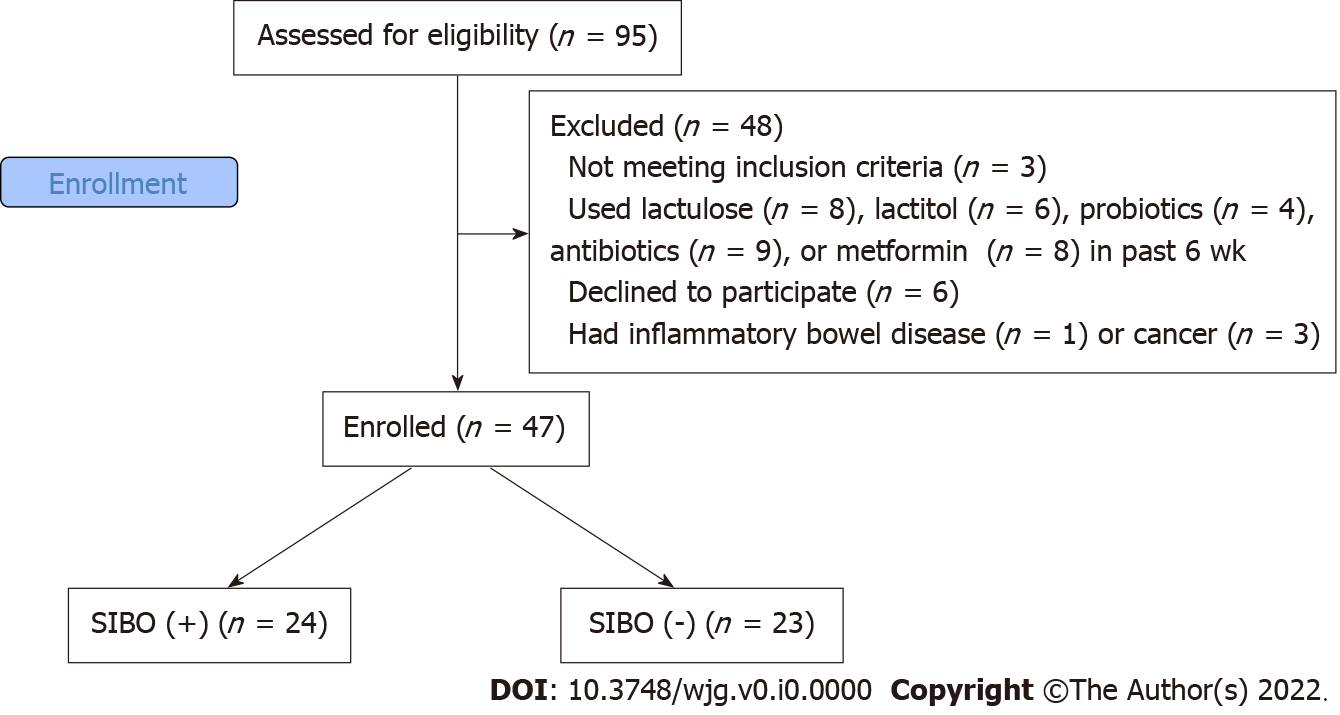 Assessed for eligibility (n = 95)
Enrollment
Excluded (n = 48)
Not meeting inclusion criteria (n = 3)
Used lactulose (n = 8), lactitol (n = 6), probiotics (n = 4),
antibiotics (n = 9), or metformin (n = 8) in past 6 wk
Declined to participate (n = 6)
Had inflammatory bowel disease (n = 1) or cancer (n = 3)
Enrolled (n = 47)
SIBO (+) (n = 24)
SIBO (-) (n = 23)
DOI: 10.3748/wjg.v0.i0.0000 Copyright ©The Author(s) 2022.